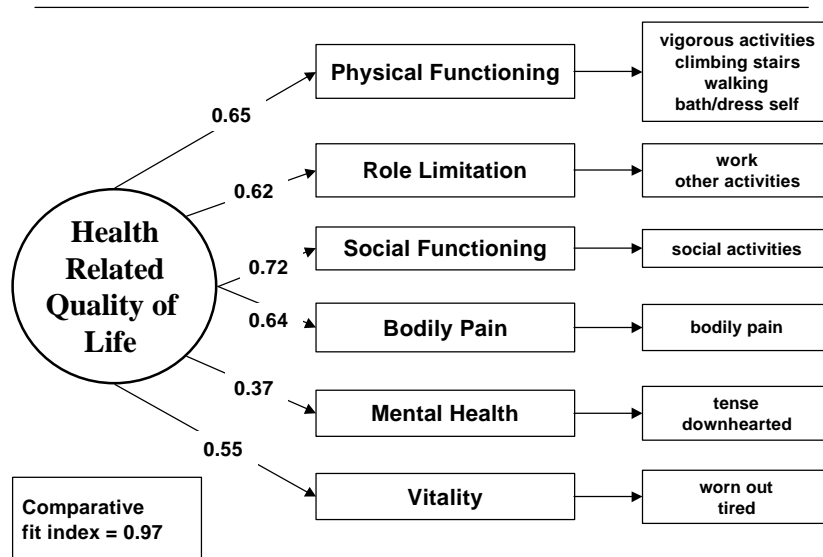 Physical Functioning
vigorous activities
climbing stairs
walking
bath/dress self
0.65
Role Limitation
work
other activities
0.62
Health
Related
Quality of
Life
Social Functioning
social activities
0.72
0.64
Bodily Pain
bodily pain
0.37
Mental Health
tense
downhearted
0.55
Vitality
worn out
tired
Comparative
fit index = 0.97